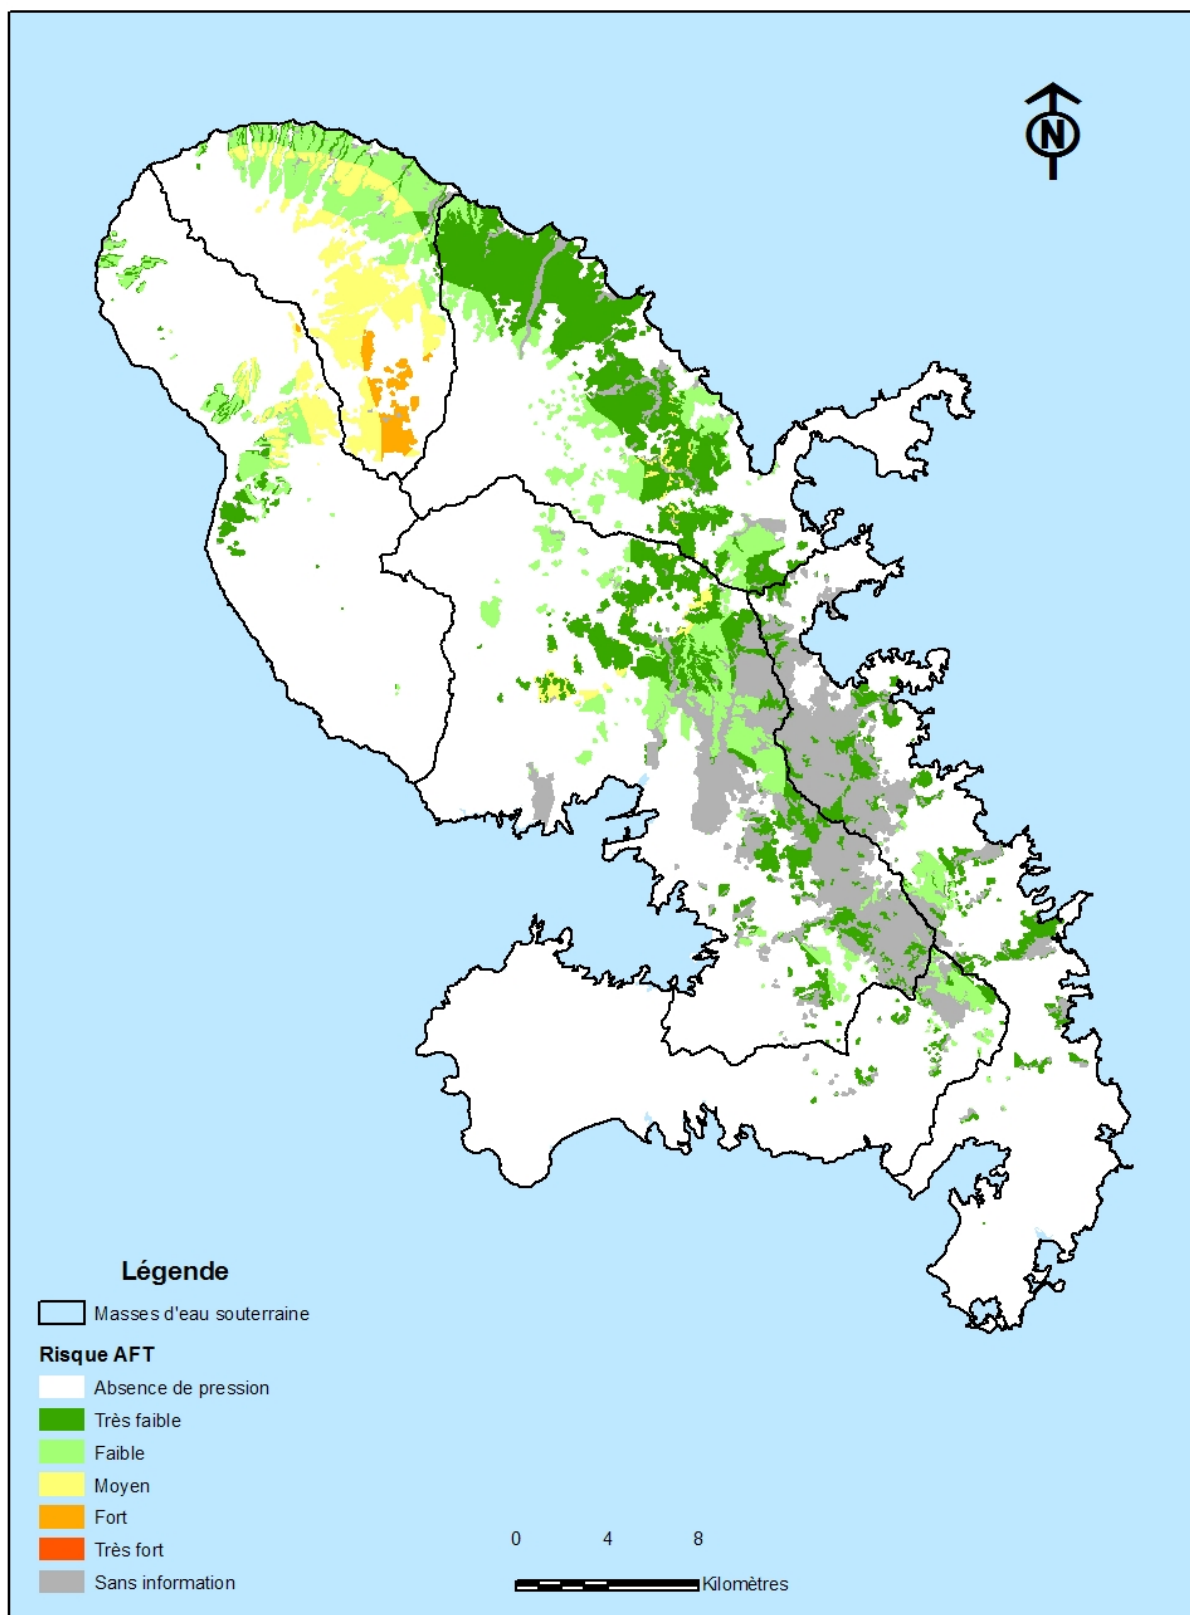 N
Légende
Masses d'eau souterraine
Risque AFT
Absence de pression
Très faible
Faible
Moyen
Fort
Très fort
Sans information
0 4 8
Kilomètres